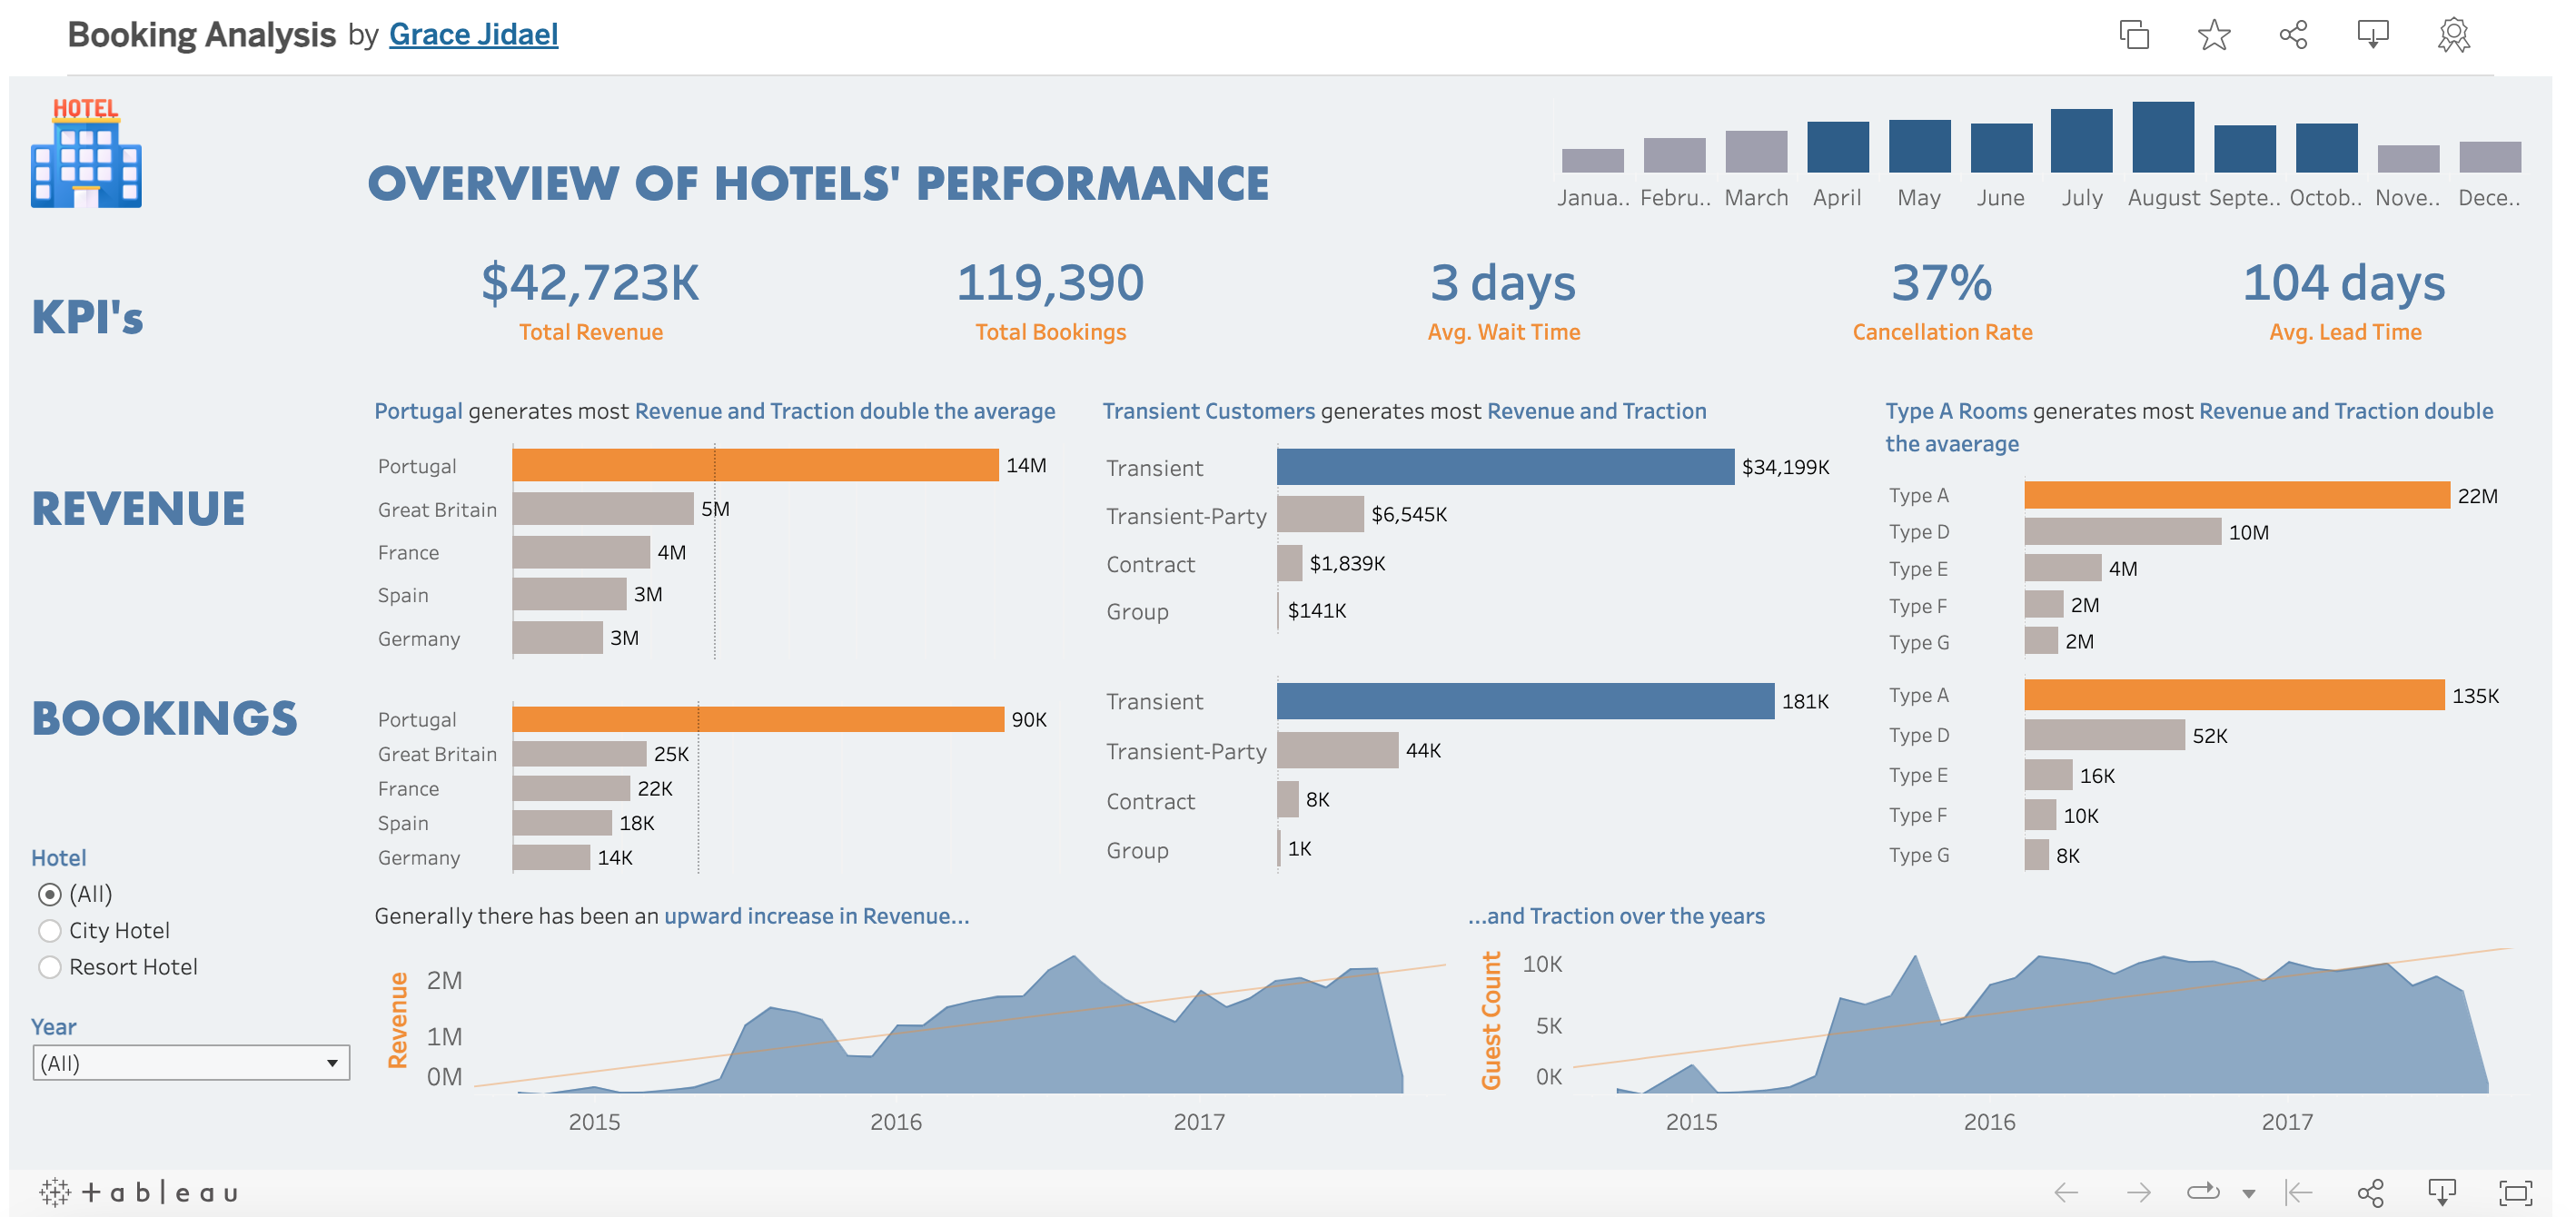 Booking Analysis by Grace Jidael
HOTEL
OVERVIEW OF HOTELS' PERFORMANCE
Janua.. Febru.. March April May June July August Septe.. Octob.. Nove.. Dece..
KPI's
$42,723K
Total Revenue
119,390
Total Bookings
3 days
Avg. Wait Time
37%
Cancellation Rate
104 days
Avg. Lead Time
REVENUE
Portugal generates most Revenue and Traction double the average
Portugal 14M
Great Britain 5M
France 4M
Spain 3M
Germany 3M
Transient Customers generates most Revenue and Traction
Transient $34,199K
Transient-Party $6,545K
Contract $1,839K
Group $141K
Type A Rooms generates most Revenue and Traction double
the avaerage
Type A 22M
Type D 10M
Type E 4M
Type F 2M
Type G 2M
BOOKINGS
Portugal 90K
Great Britain 25K
France 22K
Spain 18K
Germany 14K
Transient 181K
Transient-Party 44K
Contract 8K
Group 1K
Type A 135K
Type D 52K
Type E 16K
Type F 10K
Type G 8K
Hotel
(All)
City Hotel
Resort Hotel
Year
(All)
Generally there has been an upward increase in Revenue...
Revenue
2M
1M
0M
2015 2016 2017
...and Traction over the years
Guest Count
10K
5K
0K
2015 2016 2017
+ableau